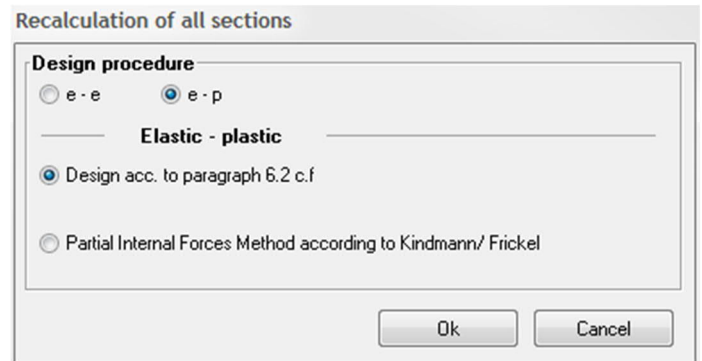 Recalculation of all sections
Design procedure
e - e e - p
Elastic - plastic
Design acc. to paragraph 6.2 c.f
Partial Internal Forces Method according to Kindmann/ Frickel
Ok Cancel